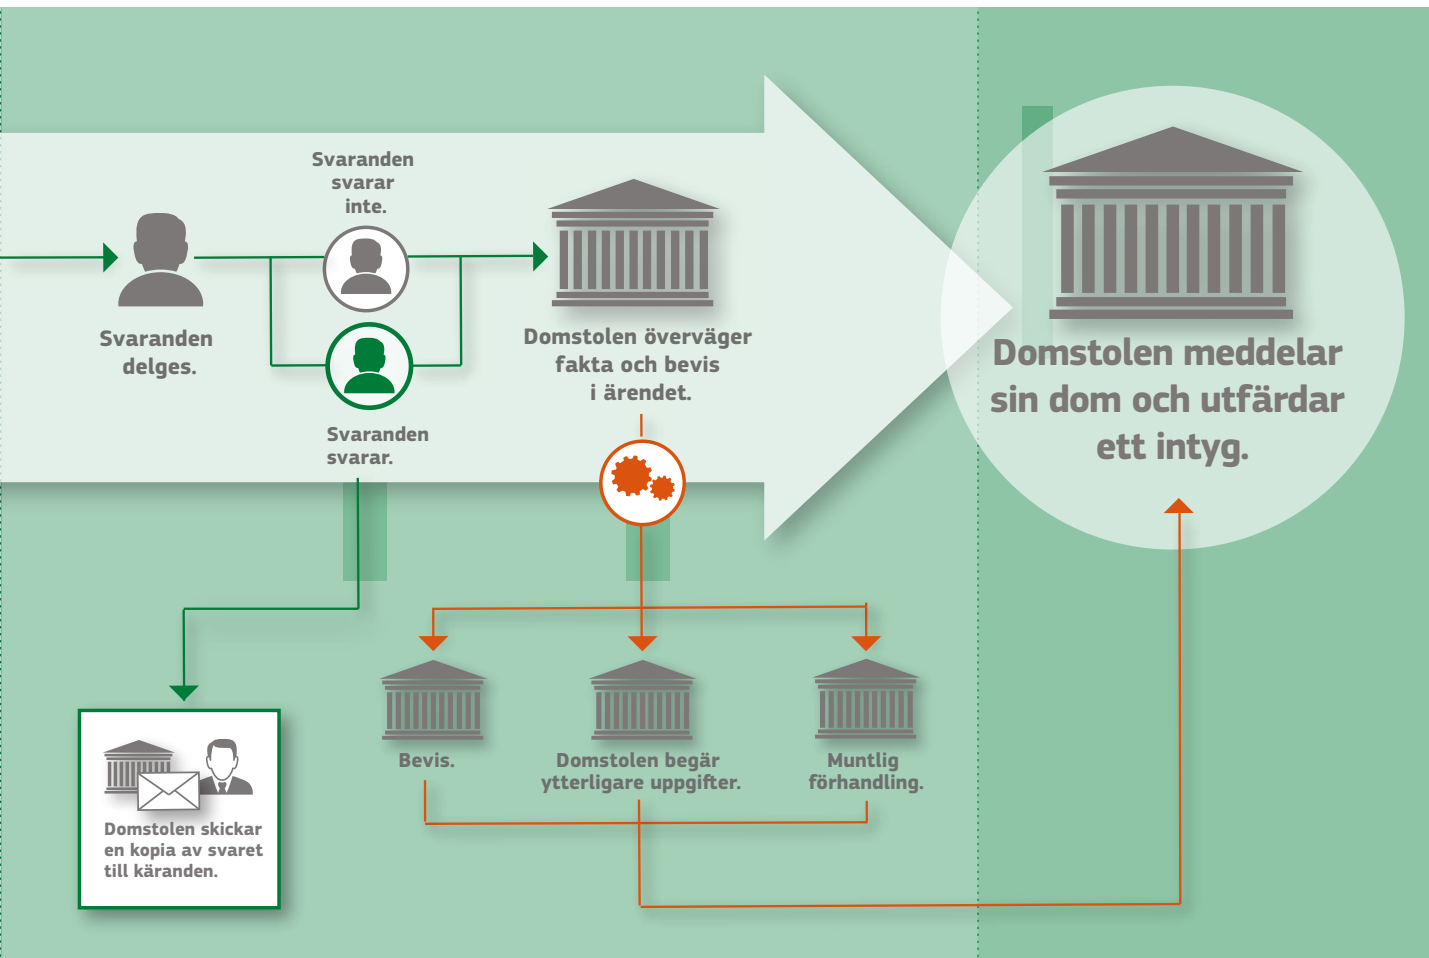 Svaranden
svarar
inte.
Svaranden
delges.
Svaranden
svarar.
Domstolen överväger
fakta och bevis
i ärendet.
Domstolen meddelar
sin dom och utfärdar
ett intyg.
Bevis.
Domstolen begär
ytterligare uppgifter.
Muntlig
förhandling.
Domstolen skickar
en kopia av svaret
till käranden.